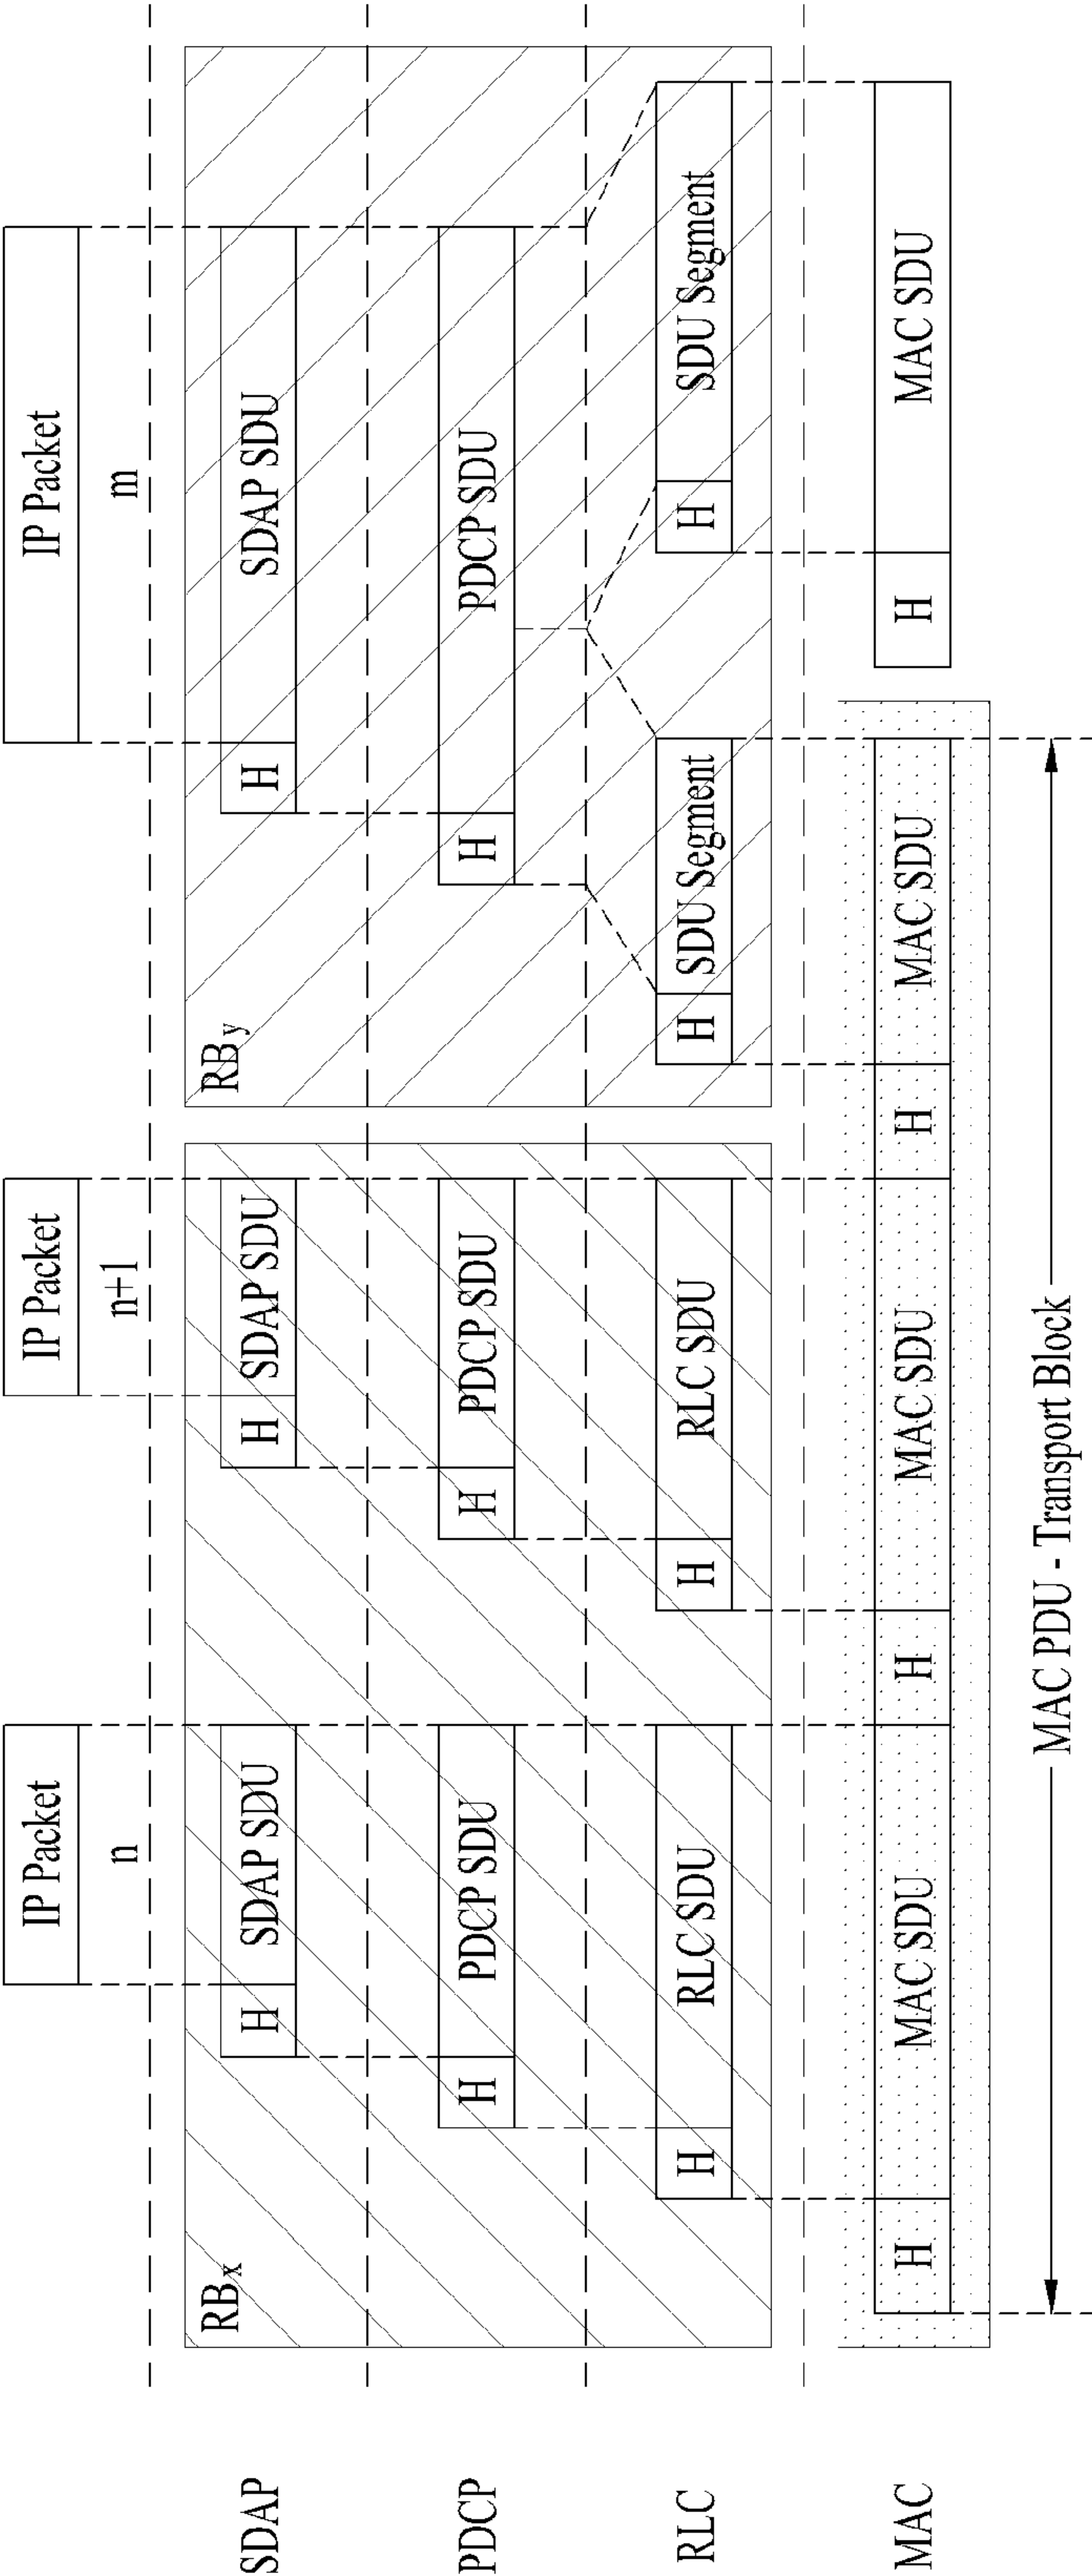 IP Packet IP Packet IP Packet
n n+1 m
RBx RBy
SDAP H SDAP SDU H SDAP SDU H SDAP SDU
PDCP H PDCP SDU H PDCP SDU H PDCP SDU
RLC H RLC SDU H RLC SDU H SDU Segment H SDU Segment
MAC H MAC SDU H MAC SDU H MAC SDU H MAC SDU
MAC PDU - Transport Block